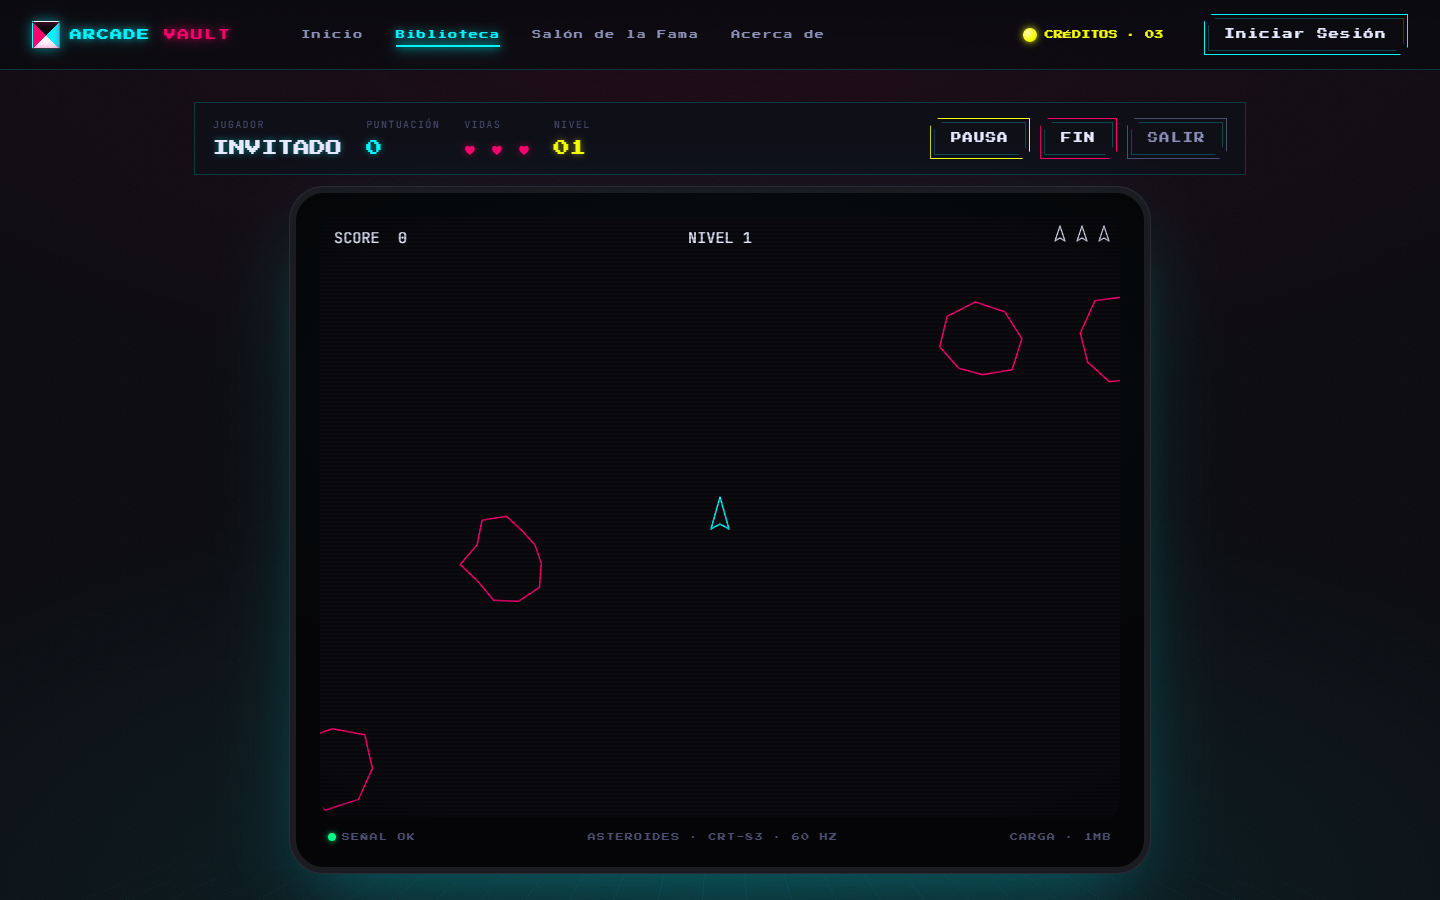 ARCADE VAULT
Inicio
Biblioteca
Salón de la Fama
Acerca de
CRéDITOS · 03
Iniciar Sesión
JUGADOR
INVITADO
PUNTUACIÓN
0
VIDAS
♥ ♥ ♥
NIVEL
01
PAUSA
FIN
SALIR
SCORE 0
NIVEL 1
SEñAL OK
ASTEROIDES · CRT-83 · 60 HZ
CARGA · 1MB